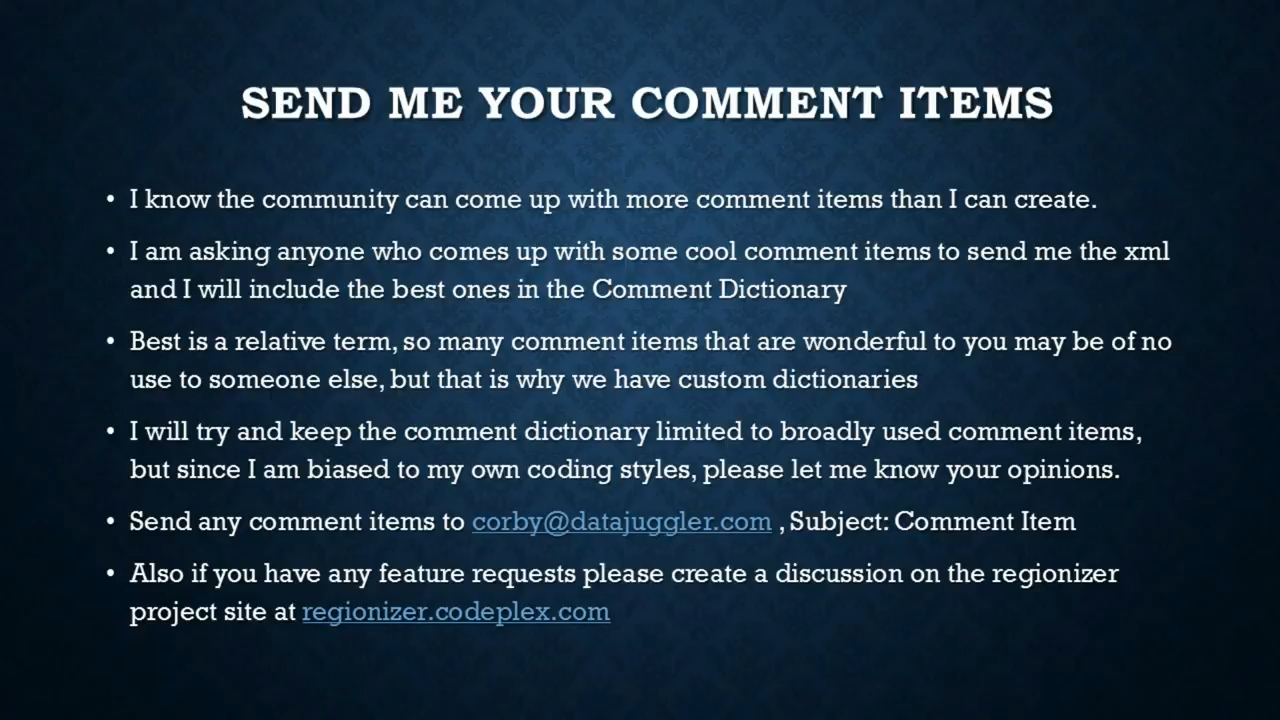 SEND ME YOUR COMMENT ITEMS
• I know the community can come up with more comment items than I can create.
• I am asking anyone who comes up with some cool comment items to send me the xml
and I will include the best ones in the Comment Dictionary
• Best is a relative term, so many comment items that are wonderful to you may be of no
use to someone else, but that is why we have custom dictionaries
• I will try and keep the comment dictionary limited to broadly used comment items,
but since I am biased to my own coding styles, please let me know your opinions.
• Send any comment items to corby@datajuggler.com , Subject: Comment Item
• Also if you have any feature requests please create a discussion on the regionizer
project site at regionizer.codeplex.com